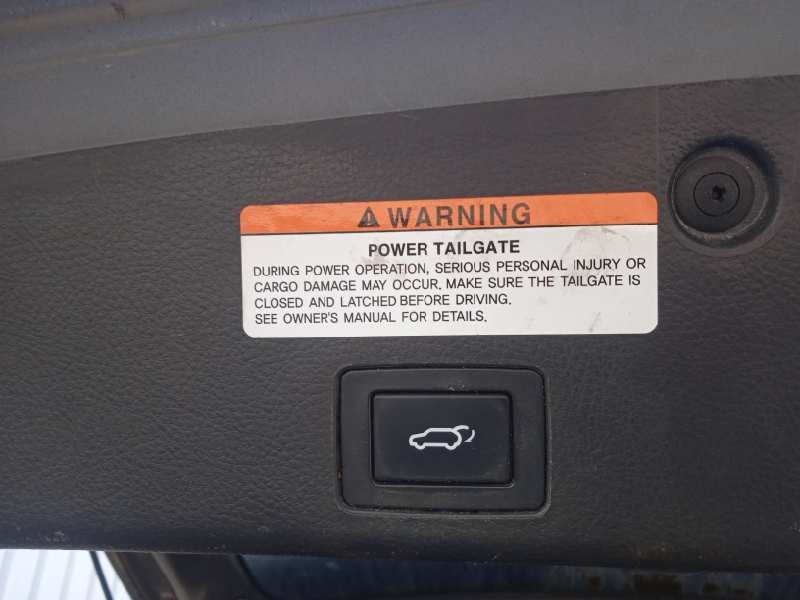 WARNING
POWER TAILGATE
DURING POWER OPERATION, SERIOUS PERSONAL INJURY OR
CARGO DAMAGE MAY OCCUR. MAKE SURE THE TAILGATE IS
CLOSED AND LATCHED BEFORE DRIVING.
SEE OWNER'S MANUAL FOR DETAILS.